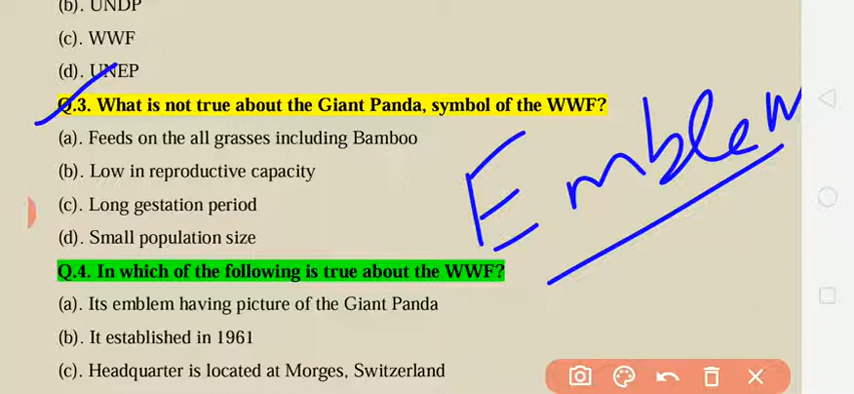 (b). UNDP
(c). WWF
(d). UNEP
Q.3. What is not true about the Giant Panda, symbol of the WWF?
(a). Feeds on the all grasses including Bamboo
(b). Low in reproductive capacity
(c). Long gestation period
(d). Small population size
Emblem
Q.4. In which of the following is true about the WWF?
(a). Its emblem having picture of the Giant Panda
(b). It established in 1961
(c). Headquarter is located at Morges, Switzerland